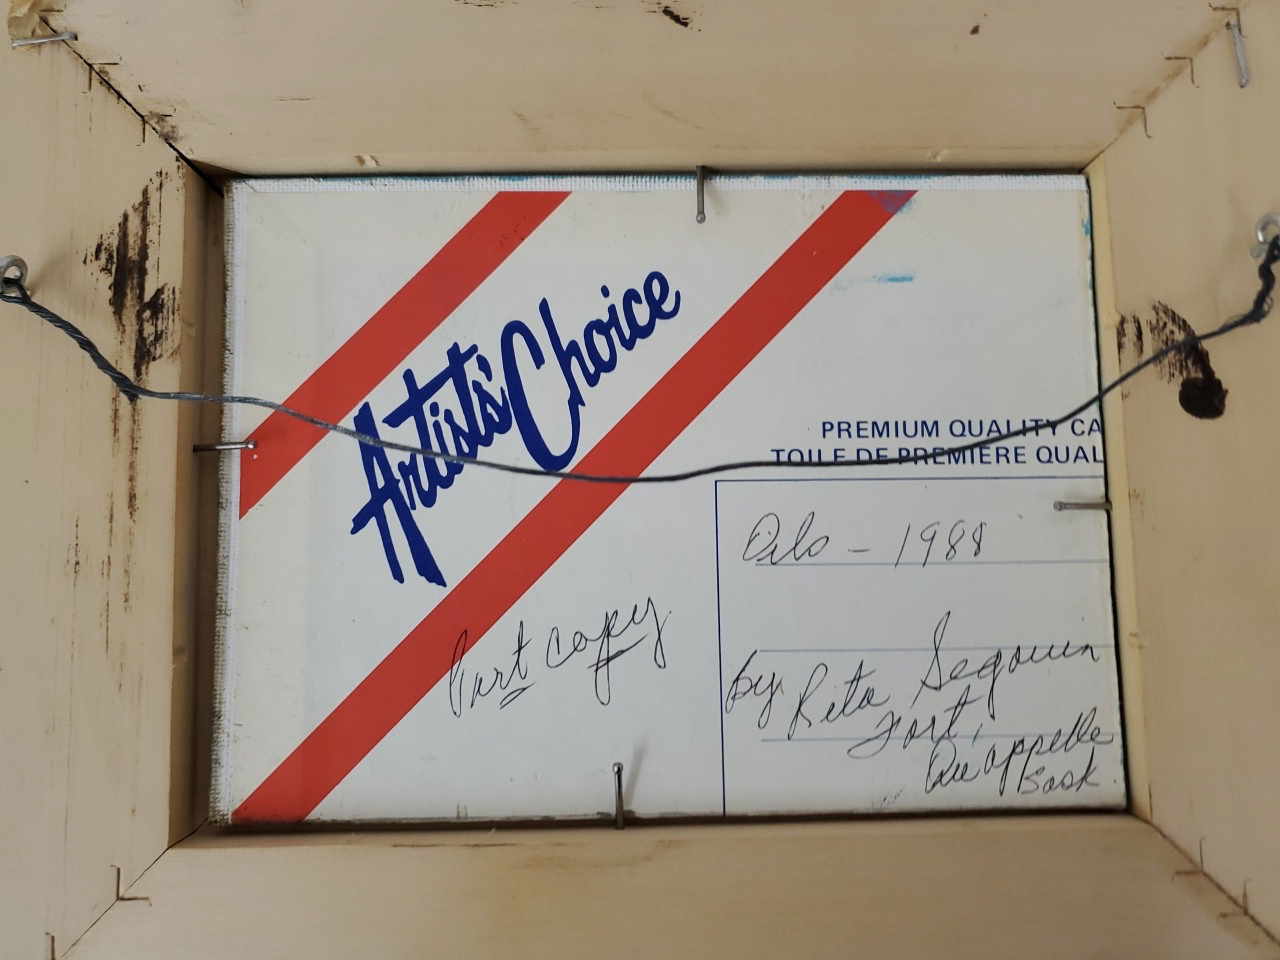 Artist's Choice
PREMIUM QUALITY CA
TOILE DE PREMIÈRE QUAL
Oils - 1988
Part copy
by Rita Segouin
Fort,
Qu'appelle
Sask.